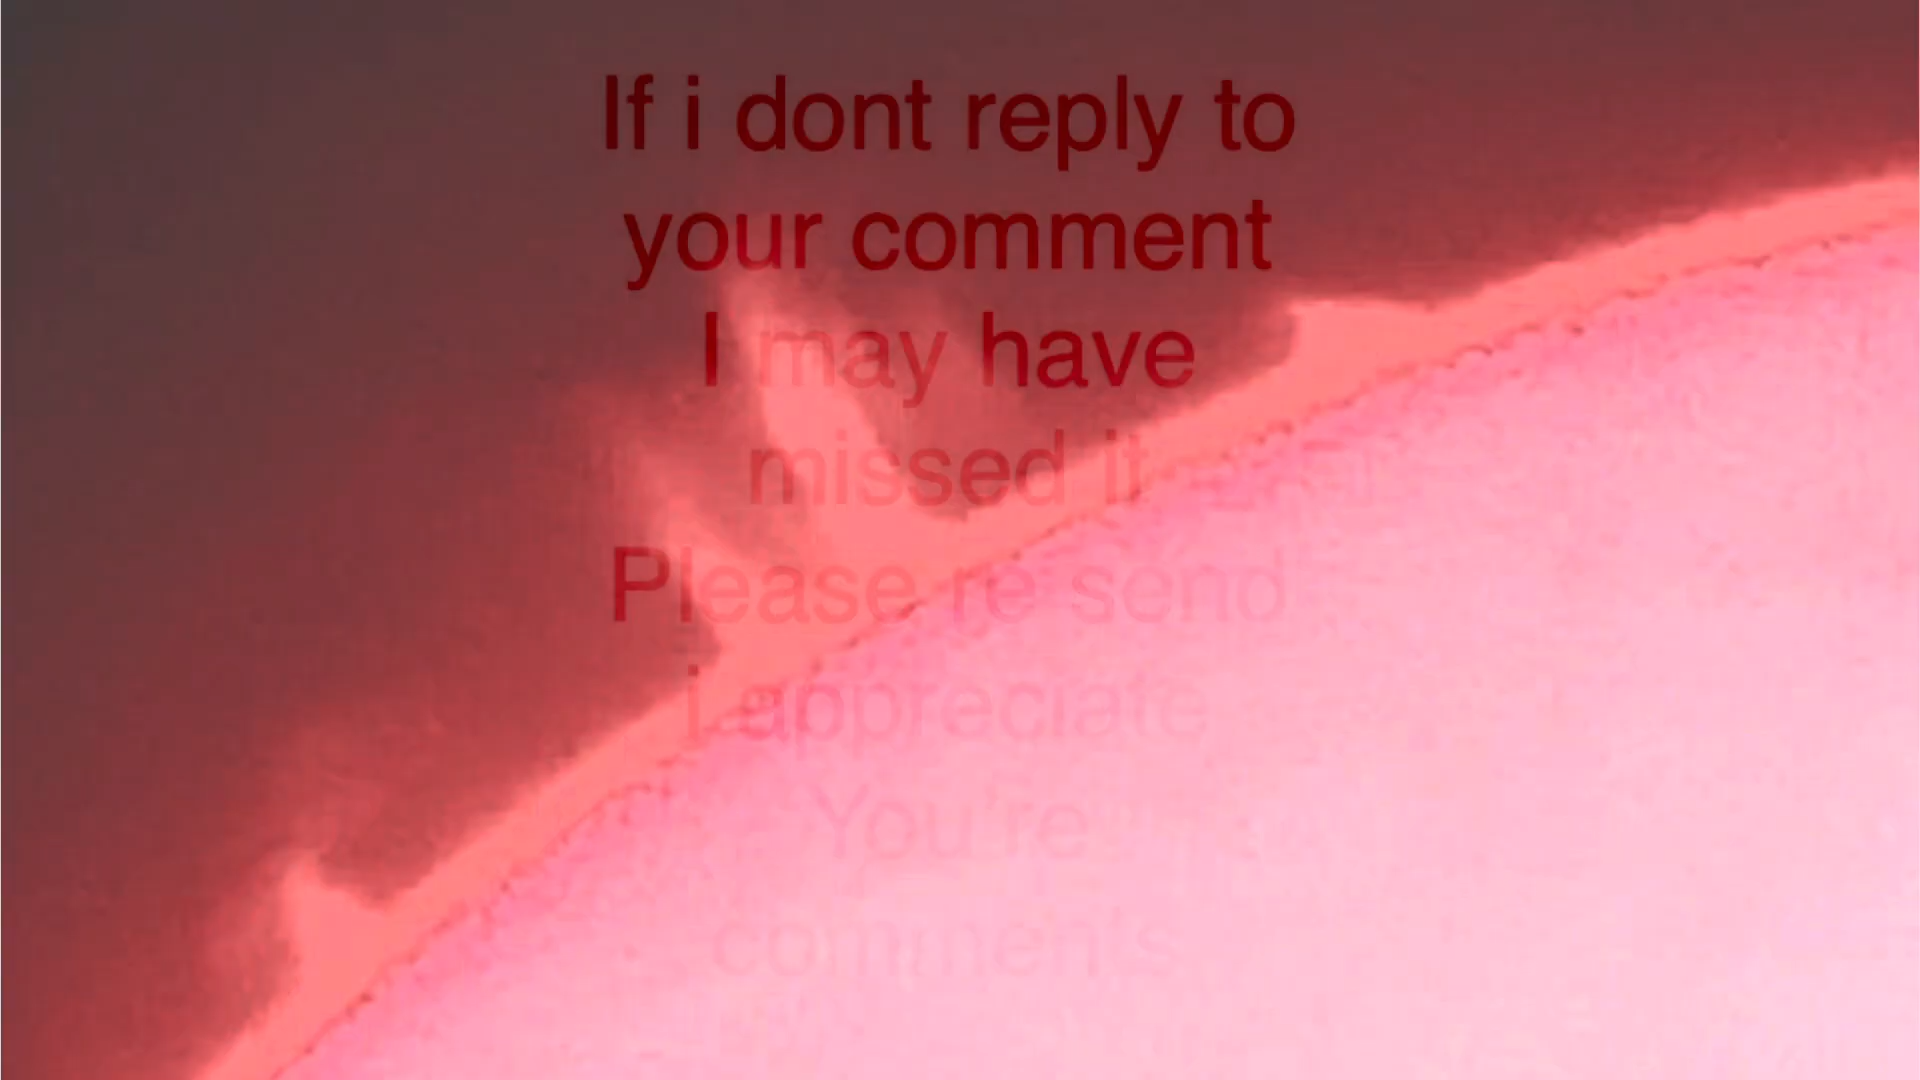 If i dont reply to
your comment
I may have
missed it
Please re send
i appreciate
You're
comments